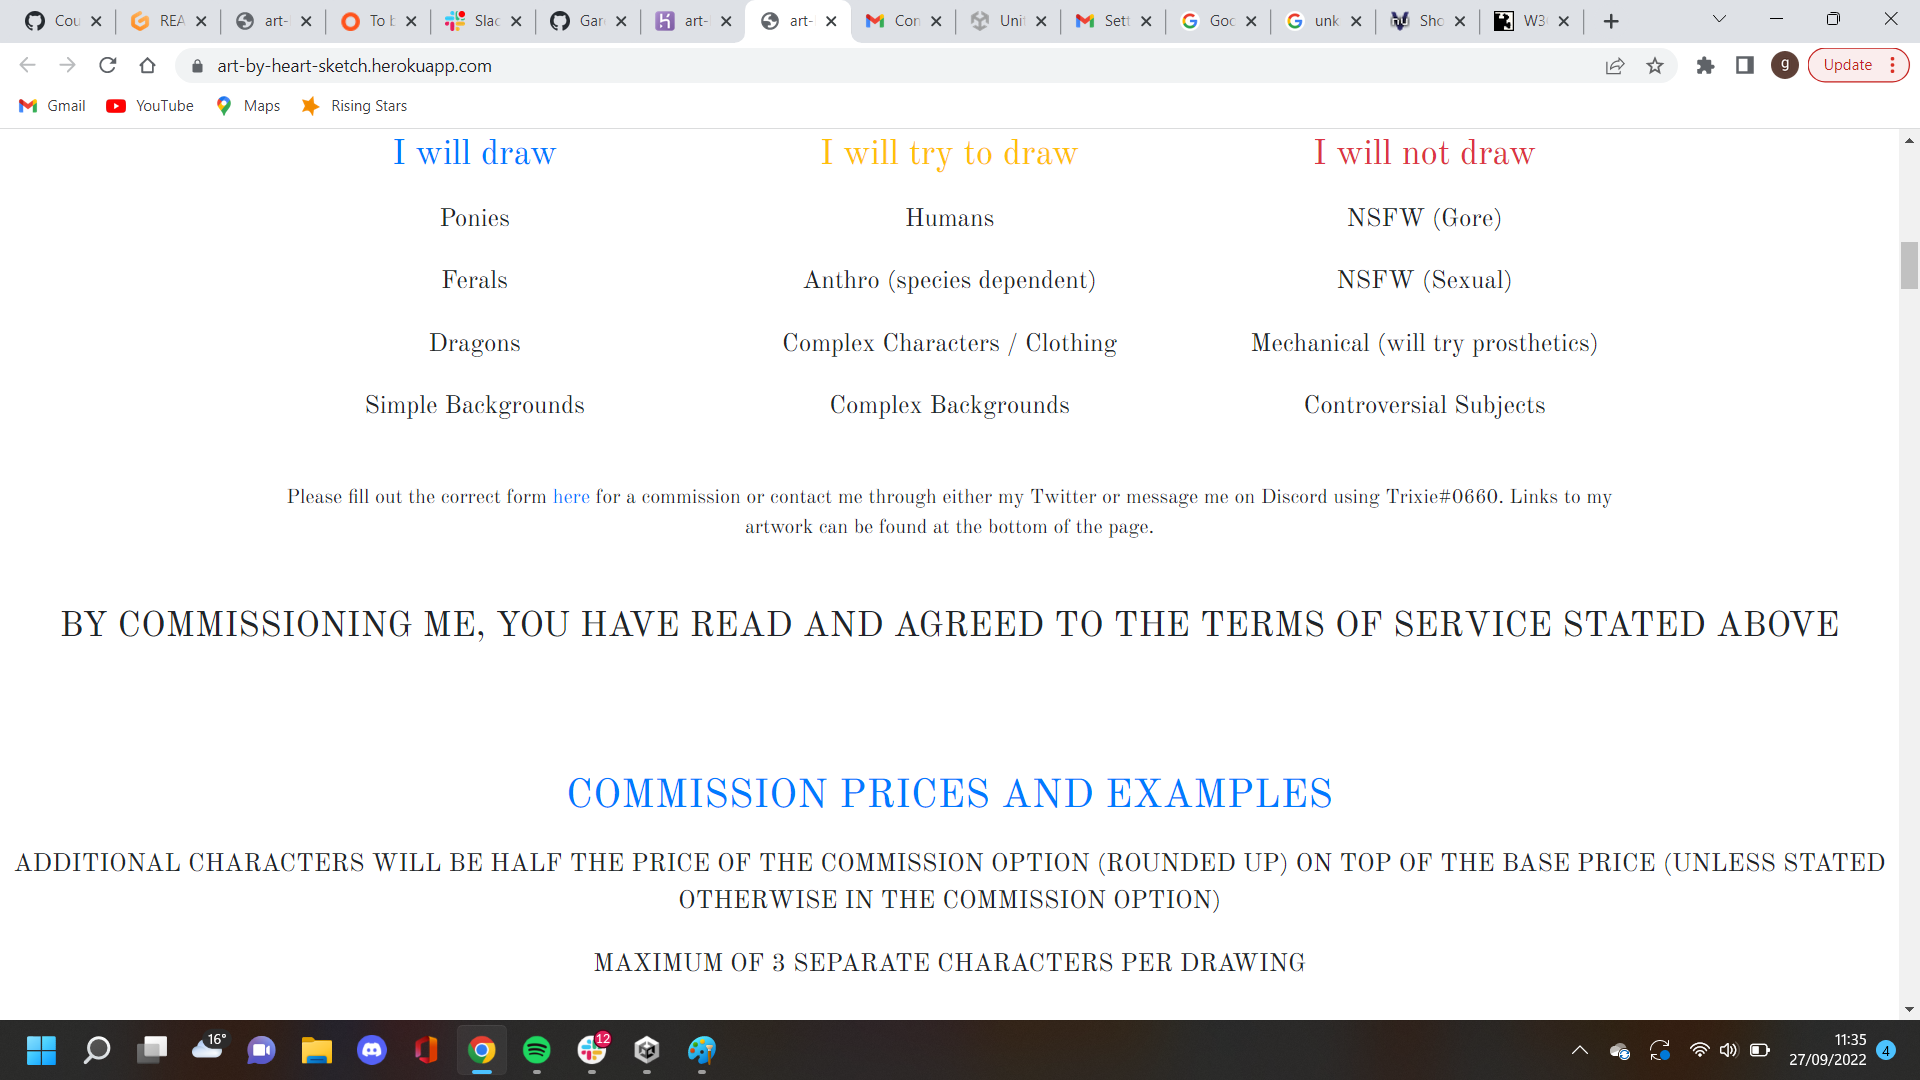 Cou
REA
art-
To b
Slac
Gar
art-
art-
Con
Unit
Sett
Goo
unk
Sho
W3
art-by-heart-sketch.herokuapp.com
g
Update
Gmail
YouTube
Maps
Rising Stars
I will draw I will try to draw I will not draw
Ponies Humans NSFW (Gore)
Ferals Anthro (species dependent) NSFW (Sexual)
Dragons Complex Characters / Clothing Mechanical (will try prosthetics)
Simple Backgrounds Complex Backgrounds Controversial Subjects
Please fill out the correct form here for a commission or contact me through either my Twitter or message me on Discord using Trixie#0660. Links to my
artwork can be found at the bottom of the page.
BY COMMISSIONING ME, YOU HAVE READ AND AGREED TO THE TERMS OF SERVICE STATED ABOVE
COMMISSION PRICES AND EXAMPLES
ADDITIONAL CHARACTERS WILL BE HALF THE PRICE OF THE COMMISSION OPTION (ROUNDED UP) ON TOP OF THE BASE PRICE (UNLESS STATED
OTHERWISE IN THE COMMISSION OPTION)
MAXIMUM OF 3 SEPARATE CHARACTERS PER DRAWING
16°
12
11:35
27/09/2022
4